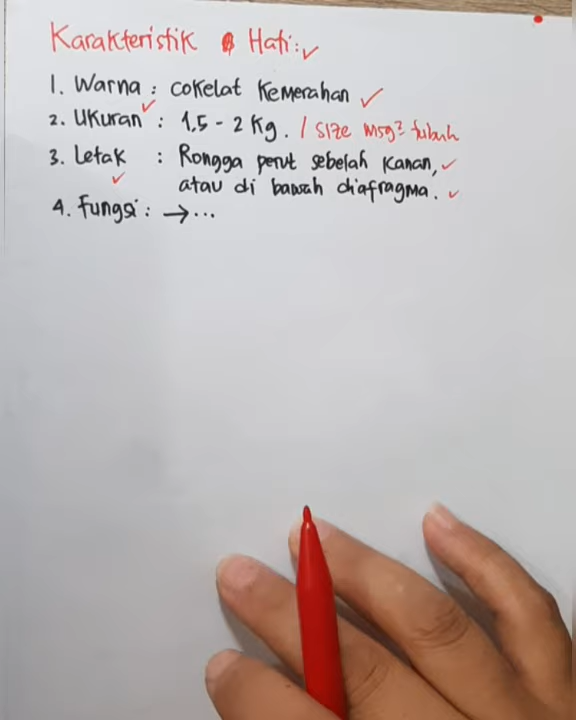 Karakteristik Hati:
1. Warna : cokelat kemerahan
2. Ukuran : 1,5 - 2 Kg. / size msg² tubuh
3. Letak : Rongga perut sebelah kanan,
atau di bawah diafragma.
4. Fungsi : →...